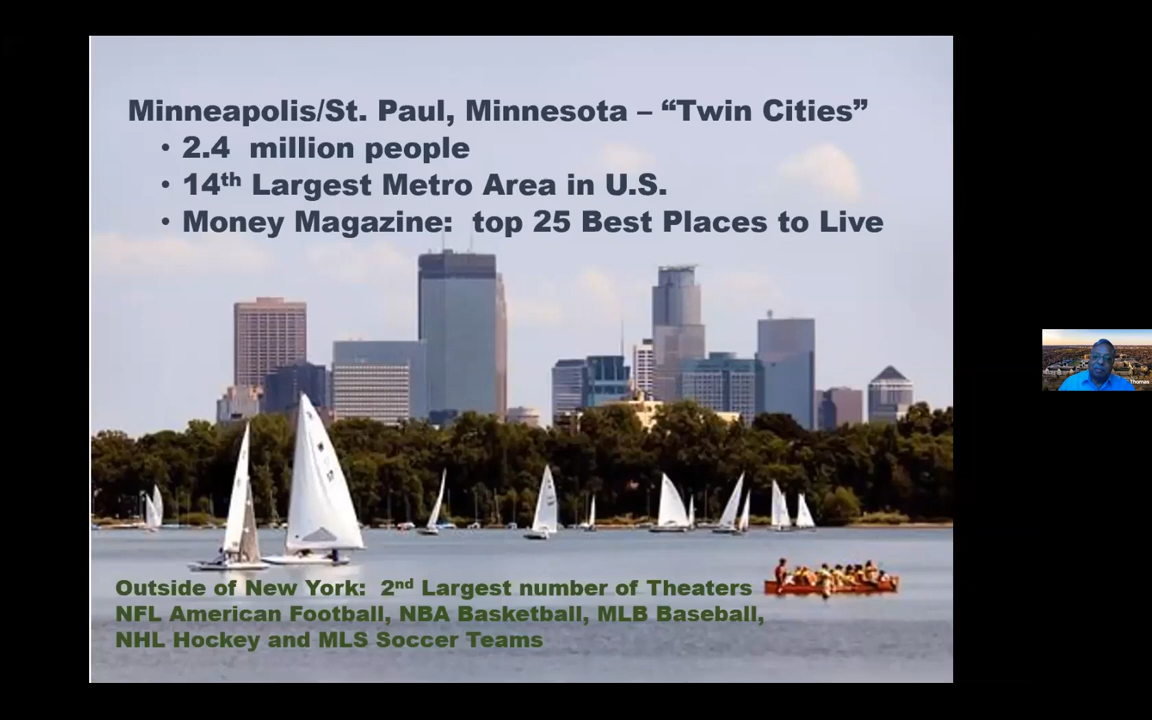 Minneapolis/St. Paul, Minnesota – “Twin Cities”
• 2.4  million people
• 14th Largest Metro Area in U.S.
• Money Magazine:  top 25 Best Places to Live
Thomas
Outside of New York:  2nd Largest number of Theaters
NFL American Football, NBA Basketball, MLB Baseball,
NHL Hockey and MLS Soccer Teams